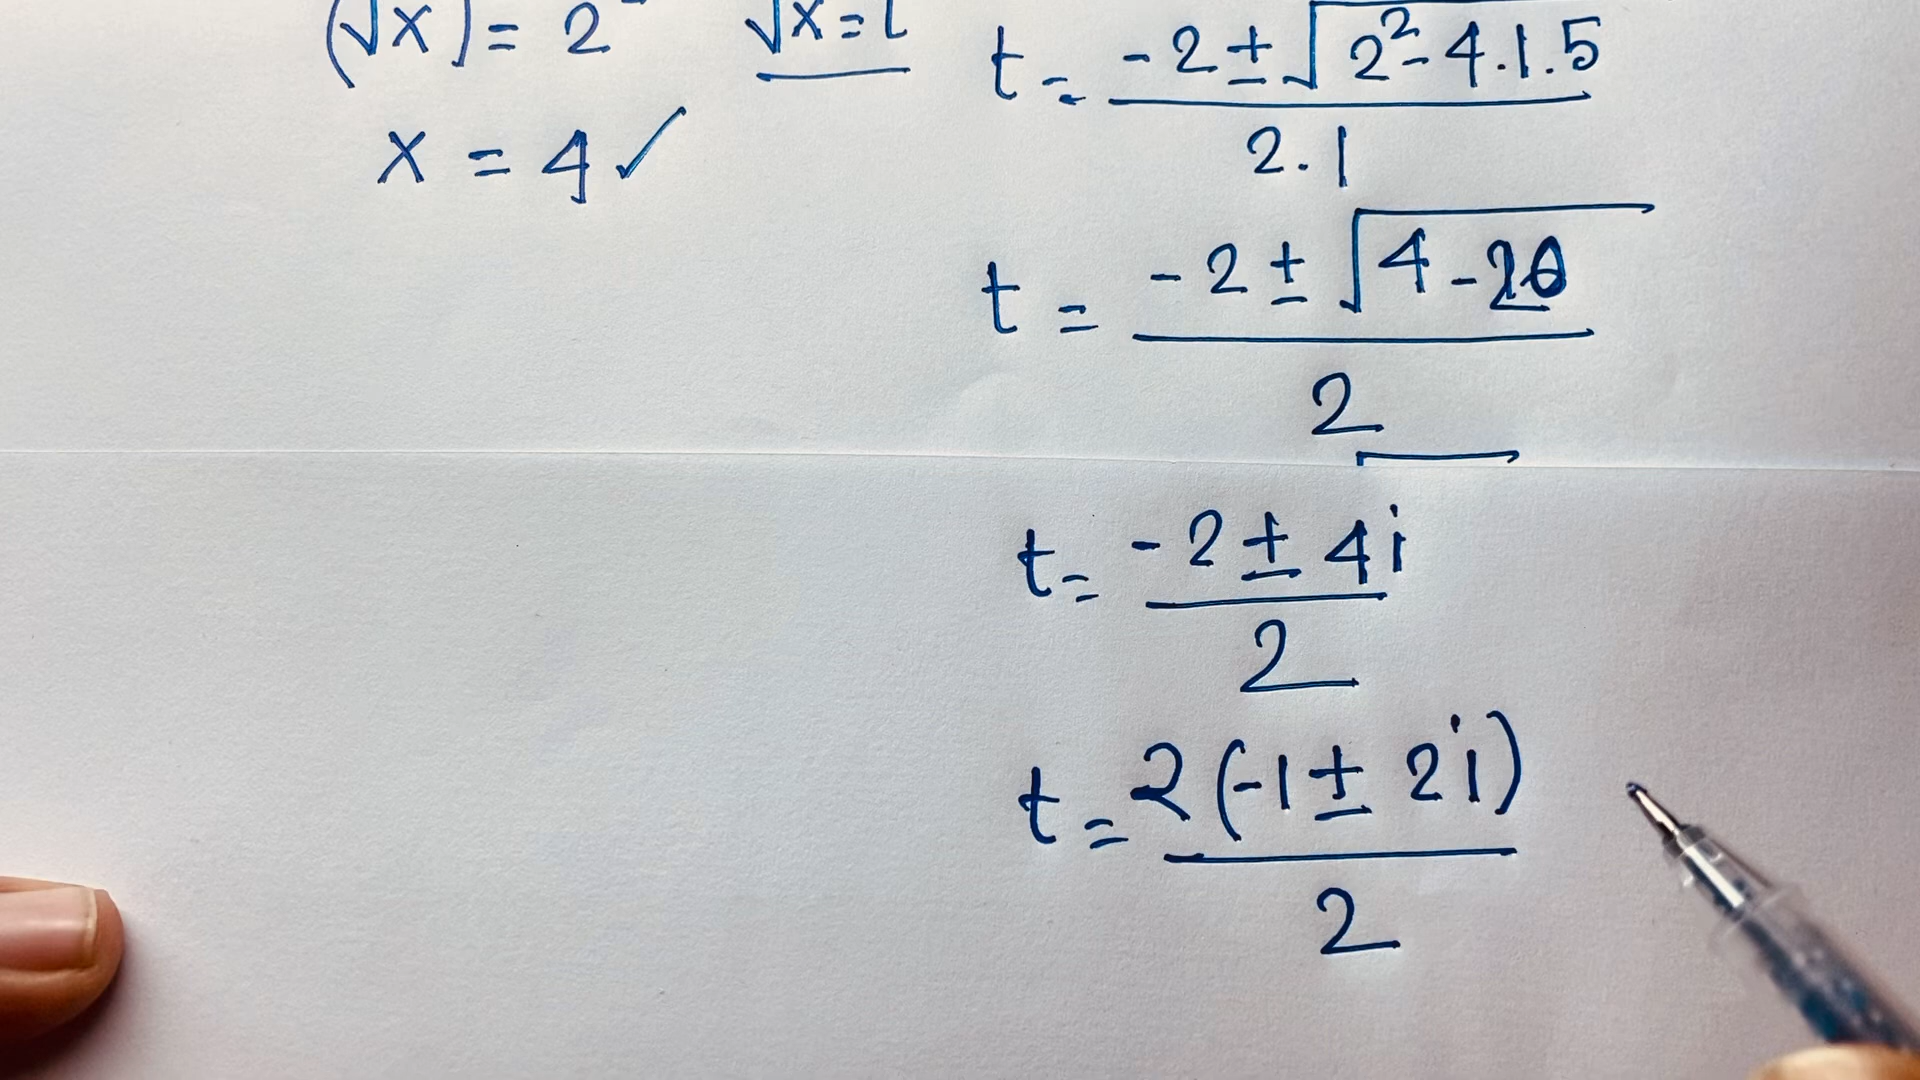 (√x) = 2
x = 4 ✓
√x = t
t = (-2 ± √(2² - 4.1.5)) / 2.1
t = (-2 ± √(4 - 20)) / 2
t = (-2 ± 4i) / 2
t = 2(-1 ± 2i) / 2